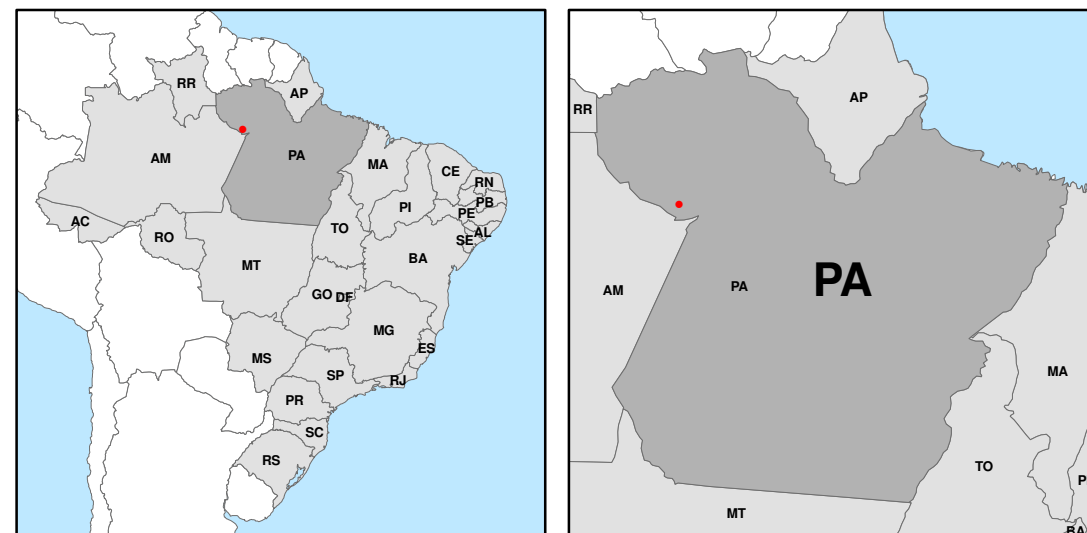 RR
AP
AM
PA
MA
CE
RN
PB
PI
PE
AL
SE
AC
RO
TO
BA
MT
GO
DF
MG
ES
MS
SP
RJ
PR
SC
RS
AP
RR
PA
AM
PA
MA
TO
MT
BA